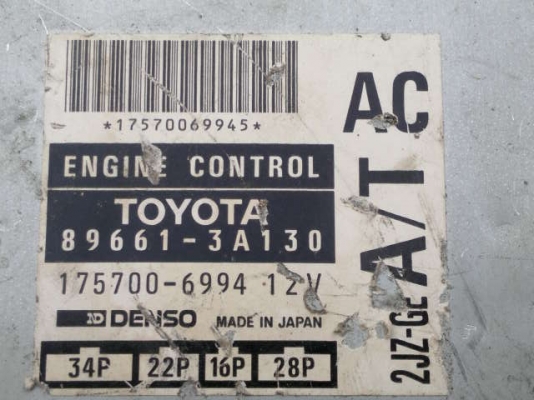 *17570069945*
ENGINE CONTROL
TOYOTA
89661-3A130
175700-6994 12V
ND DENSO MADE IN JAPAN
34P 22P 16P 28P
AC
A/T
2JZ-GE